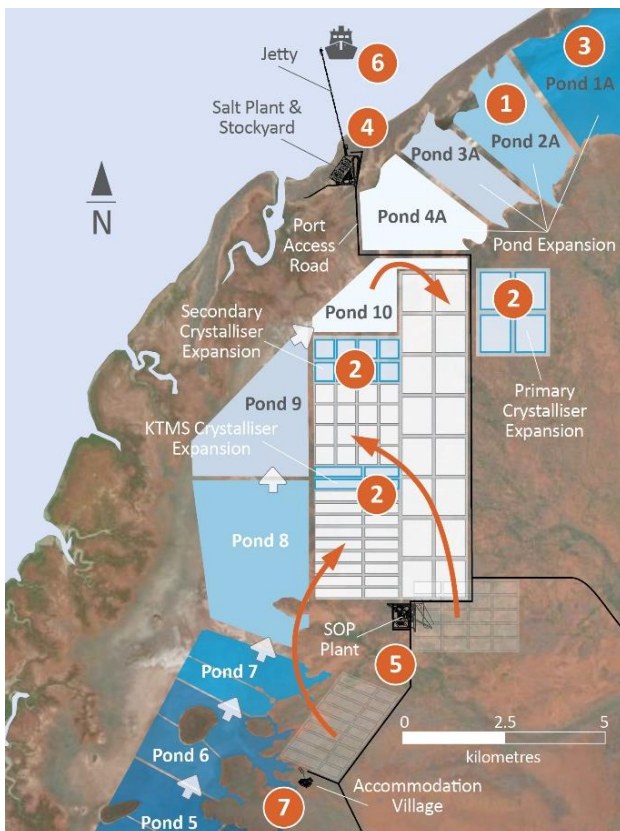 3
Jetty
6
Pond 1A
1
Salt Plant &
Stockyard
4
Pond 2A
Pond 3A
N
Port
Access
Road
Pond 4A
Pond Expansion
Secondary
Crystalliser
Expansion
Pond 10
2
2
Primary
Crystalliser
Expansion
Pond 9
KTMS Crystalliser
Expansion
2
Pond 8
SOP
Plant
5
Pond 7
0 2.5 5
kilometres
Pond 6
Accommodation
Village
7
Pond 5